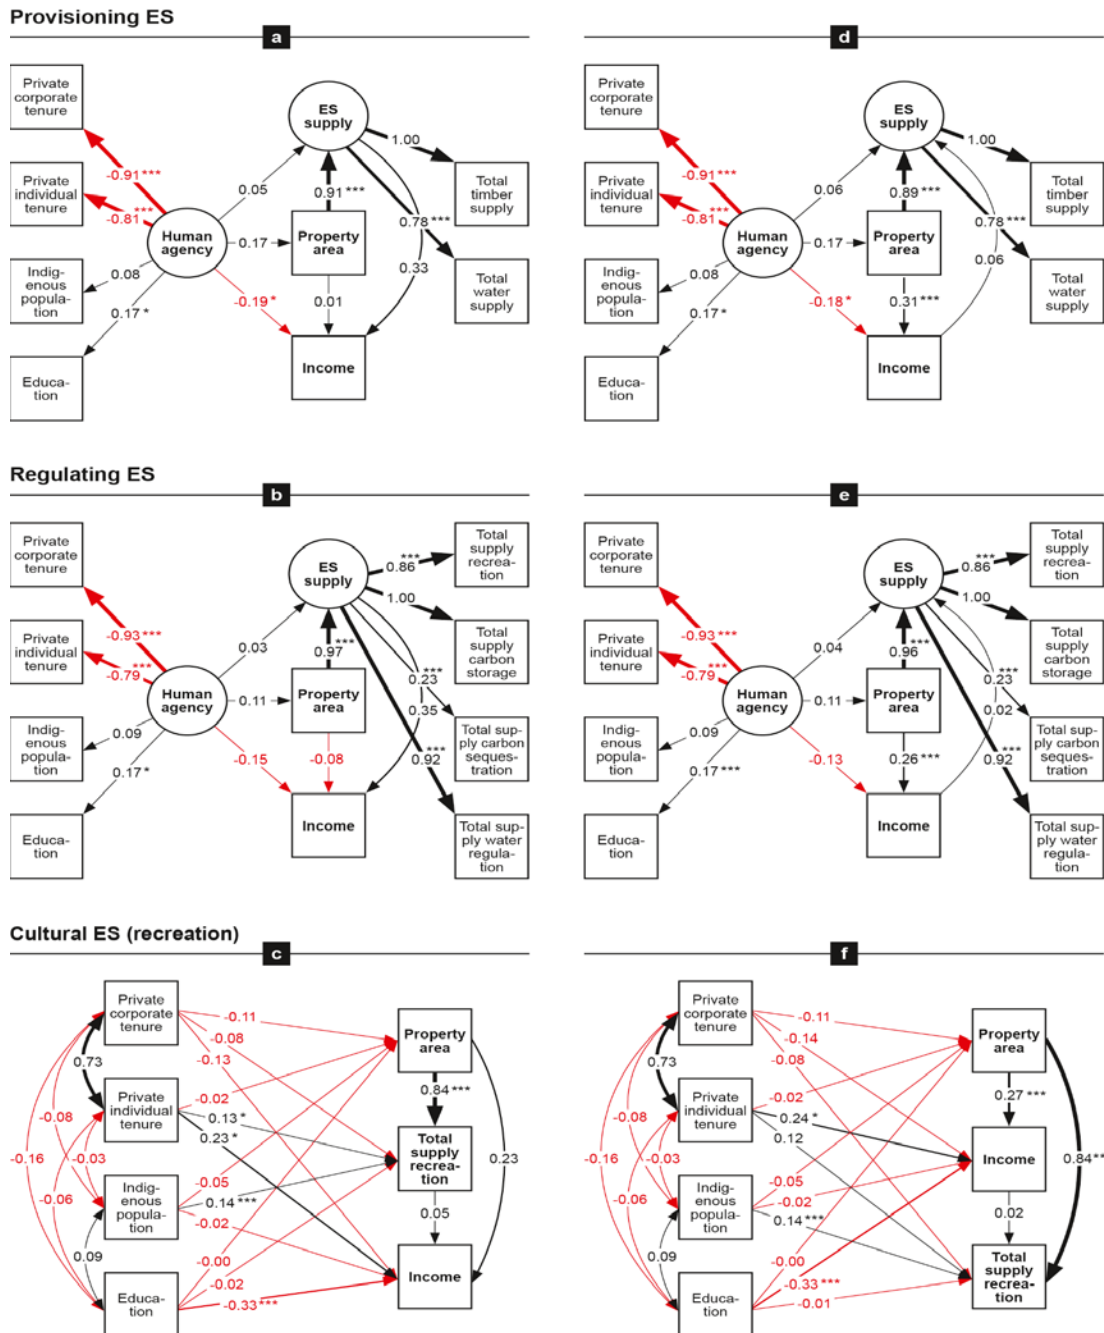 Provisioning ES
a
Private
corporate
tenure
Private
individual
tenure
Indig-
enous
popula-
tion
Educa-
tion
Human
agency
ES
supply
Property
area
Income
Total
timber
supply
Total
water
supply
-0.91 ***
-0.81 ***
0.08
0.17 *
0.05
0.17
-0.19 *
0.91 ***
0.01
1.00
0.78 ***
0.33
d
Private
corporate
tenure
Private
individual
tenure
Indig-
enous
popula-
tion
Educa-
tion
Human
agency
ES
supply
Property
area
Income
Total
timber
supply
Total
water
supply
-0.91 ***
-0.81 ***
0.08
0.17 *
0.06
0.17
-0.18 *
0.89 ***
0.31 ***
1.00
0.78 ***
0.06
Regulating ES
b
Private
corporate
tenure
Private
individual
tenure
Indig-
enous
popula-
tion
Educa-
tion
Human
agency
ES
supply
Property
area
Income
Total
supply
recrea-
tion
Total
supply
carbon
storage
Total sup-
ply carbon
seques-
tration
Total sup-
ply water
regula-
tion
-0.93 ***
-0.79 ***
0.09
0.17 *
0.03
0.11
-0.15
0.97 ***
-0.08
0.86 ***
1.00
0.23 ***
0.35
0.92 ***
e
Private
corporate
tenure
Private
individual
tenure
Indig-
enous
popula-
tion
Educa-
tion
Human
agency
ES
supply
Property
area
Income
Total
supply
recrea-
tion
Total
supply
carbon
storage
Total sup-
ply carbon
seques-
tration
Total sup-
ply water
regula-
tion
-0.93 ***
-0.79 ***
0.09
0.17 ***
0.04
0.11
-0.13
0.96 ***
0.26 ***
0.86 ***
1.00
0.23 ***
0.02
0.92 ***
Cultural ES (recreation)
c
Private
corporate
tenure
Private
individual
tenure
Indig-
enous
popula-
tion
Educa-
tion
Property
area
Total
supply
recrea-
tion
Income
0.73
-0.08
-0.16
-0.03
-0.06
0.09
-0.11
-0.08
-0.13
-0.02
0.13 *
0.23 *
-0.05
0.14 ***
-0.02
-0.00
-0.02
-0.33 ***
0.84 ***
0.05
0.23
f
Private
corporate
tenure
Private
individual
tenure
Indig-
enous
popula-
tion
Educa-
tion
Property
area
Income
Total
supply
recrea-
tion
0.73
-0.08
-0.16
-0.03
-0.06
0.09
-0.11
-0.14
-0.08
-0.02
0.24 *
0.12
-0.05
-0.02
0.14 ***
-0.00
-0.33 ***
-0.01
0.27 ***
0.02
0.84 **